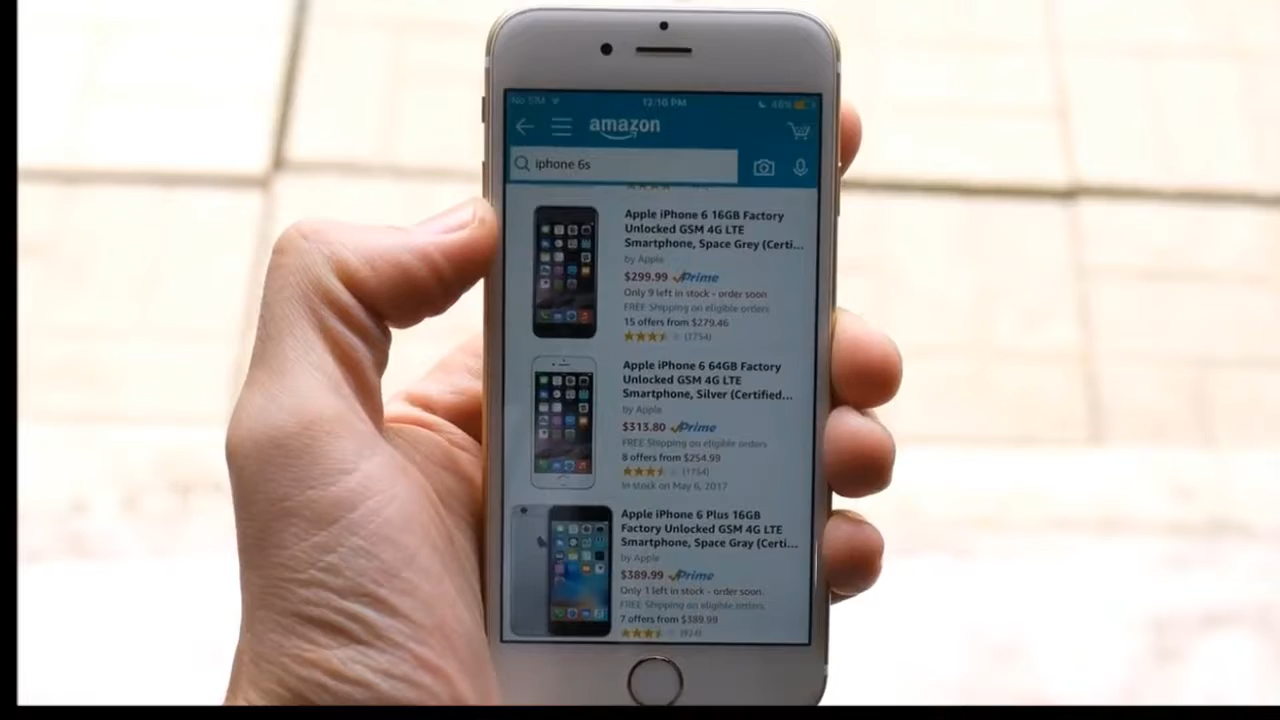 No SIM 12:10 PM 46%
amazon
iphone 6s
Apple iPhone 6 16GB Factory
Unlocked GSM 4G LTE
Smartphone, Space Grey (Certi...
by Apple
$299.99 Prime
Only 9 left in stock - order soon
FREE Shipping on eligible orders
15 offers from $279.46
(1754)
Apple iPhone 6 64GB Factory
Unlocked GSM 4G LTE
Smartphone, Silver (Certified...
by Apple
$313.80 Prime
FREE Shipping on eligible orders
8 offers from $254.99
(1754)
In stock on May 6, 2017
Apple iPhone 6 Plus 16GB
Factory Unlocked GSM 4G LTE
Smartphone, Space Gray (Certi...
by Apple
$389.99 Prime
Only 1 left in stock - order soon.
FREE Shipping on eligible orders
7 offers from $389.99
(924)